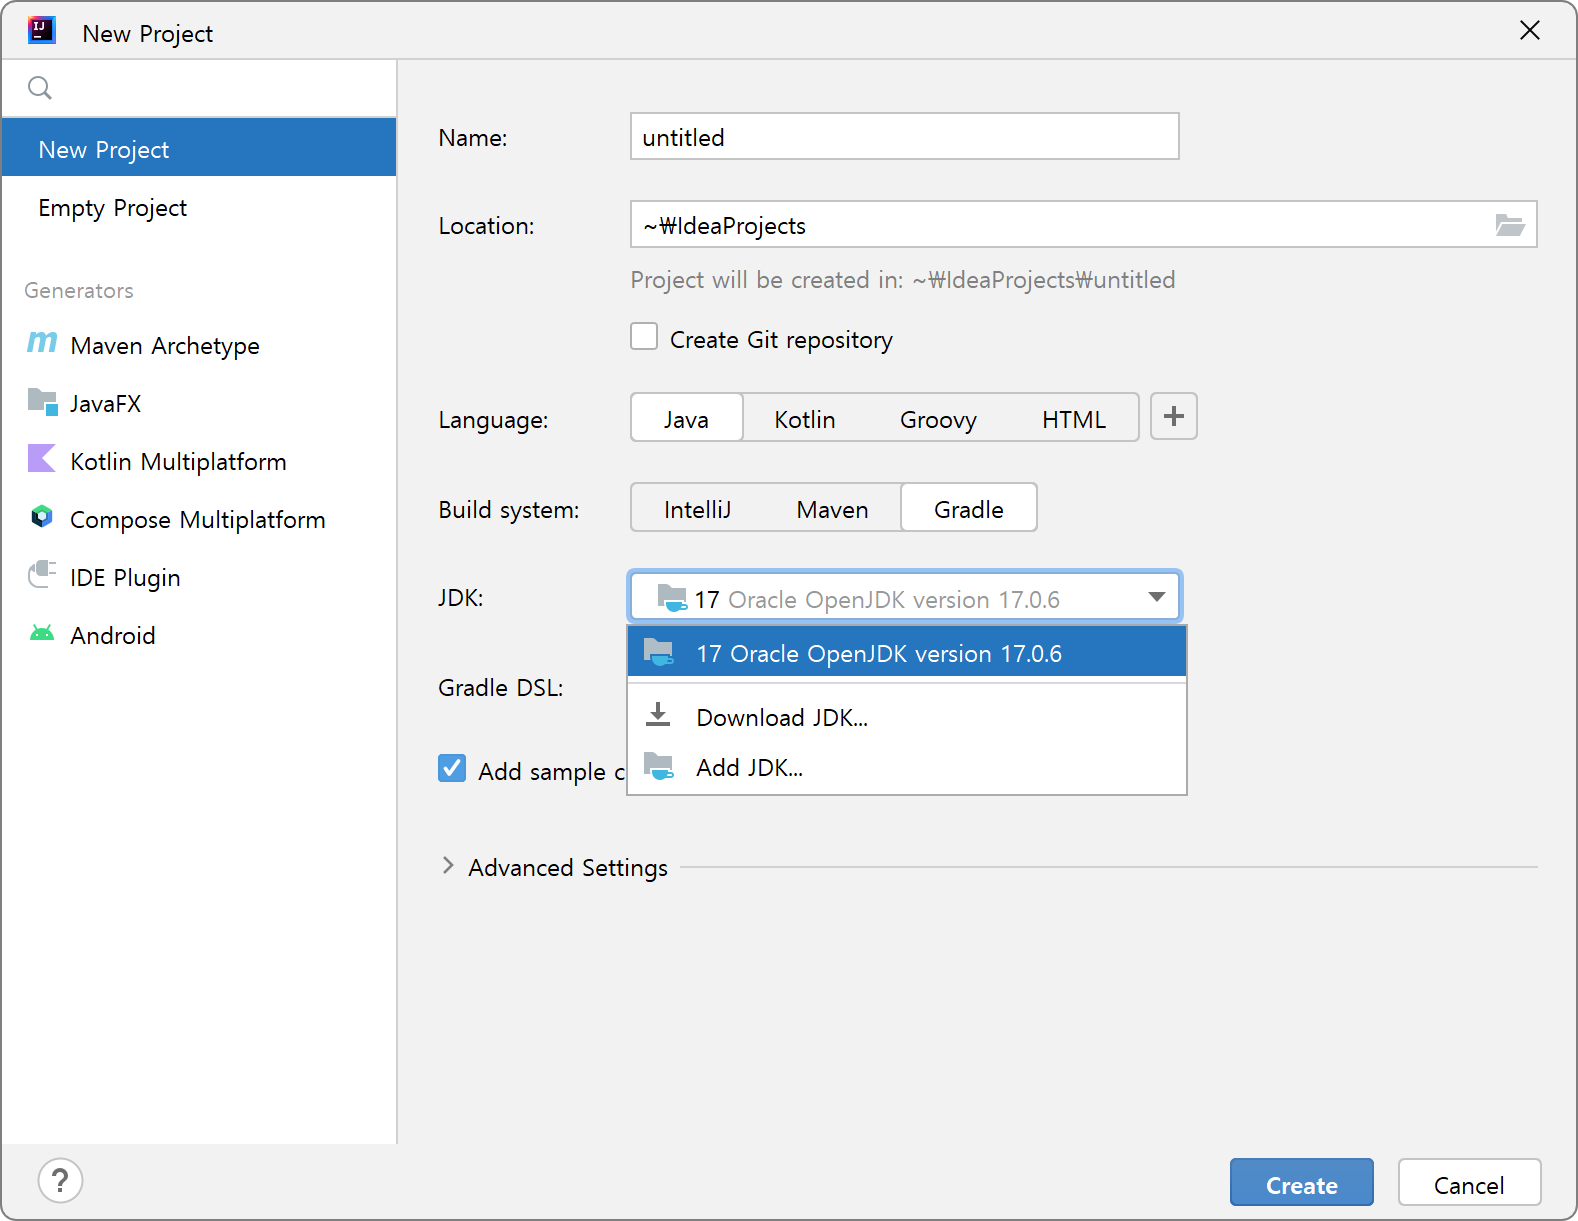 IJ
New Project
New Project
Empty Project
Generators
m Maven Archetype
JavaFX
Kotlin Multiplatform
Compose Multiplatform
IDE Plugin
Android
Name: untitled
Location: ~₩IdeaProjects
Project will be created in: ~₩IdeaProjects₩untitled
Create Git repository
Language: Java Kotlin Groovy HTML +
Build system: IntelliJ Maven Gradle
JDK: 17 Oracle OpenJDK version 17.0.6
17 Oracle OpenJDK version 17.0.6
Gradle DSL:
Download JDK...
Add JDK...
Add sample c
Advanced Settings
? Create Cancel